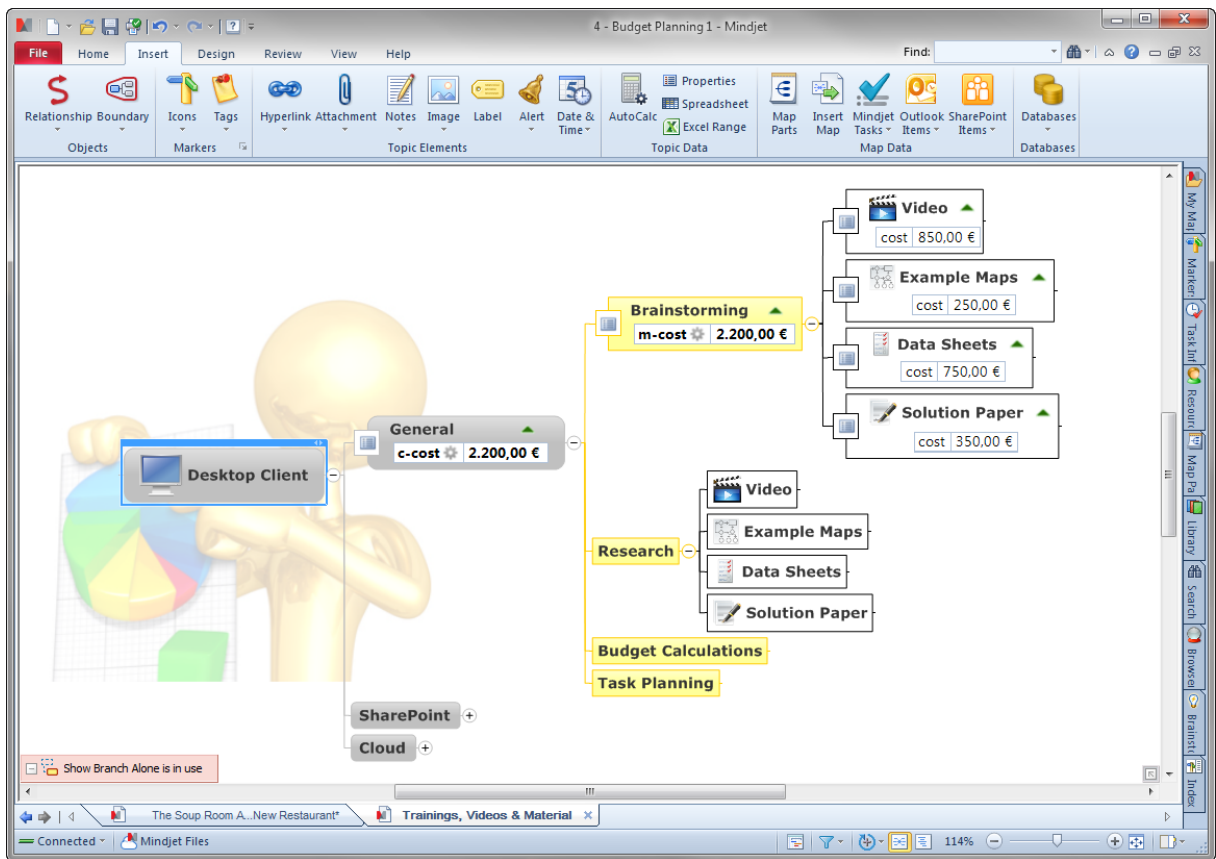 4 - Budget Planning 1 - Mindjet
File Home Insert Design Review View Help Find:
Relationship Boundary Icons Tags Hyperlink Attachment Notes Image Label Alert Date & Time AutoCalc Properties Spreadsheet Excel Range Map Parts Insert Map Mindjet Tasks Outlook Items SharePoint Items Databases
Objects Markers Topic Elements Topic Data Map Data Databases
Video
cost 850,00 €
Example Maps
cost 250,00 €
Brainstorming
m-cost 2.200,00 €
Data Sheets
cost 750,00 €
Solution Paper
cost 350,00 €
General
c-cost 2.200,00 €
Desktop Client
Video
Example Maps
Research
Data Sheets
Solution Paper
Budget Calculations
Task Planning
SharePoint
Cloud
Show Branch Alone is in use
My Map
Markers
Task Inf
Resour
Map Pa
Library
Search
Browser
Brainst
Index
The Soup Room A...New Restaurant* Trainings, Videos & Material
Connected Mindjet Files 114%